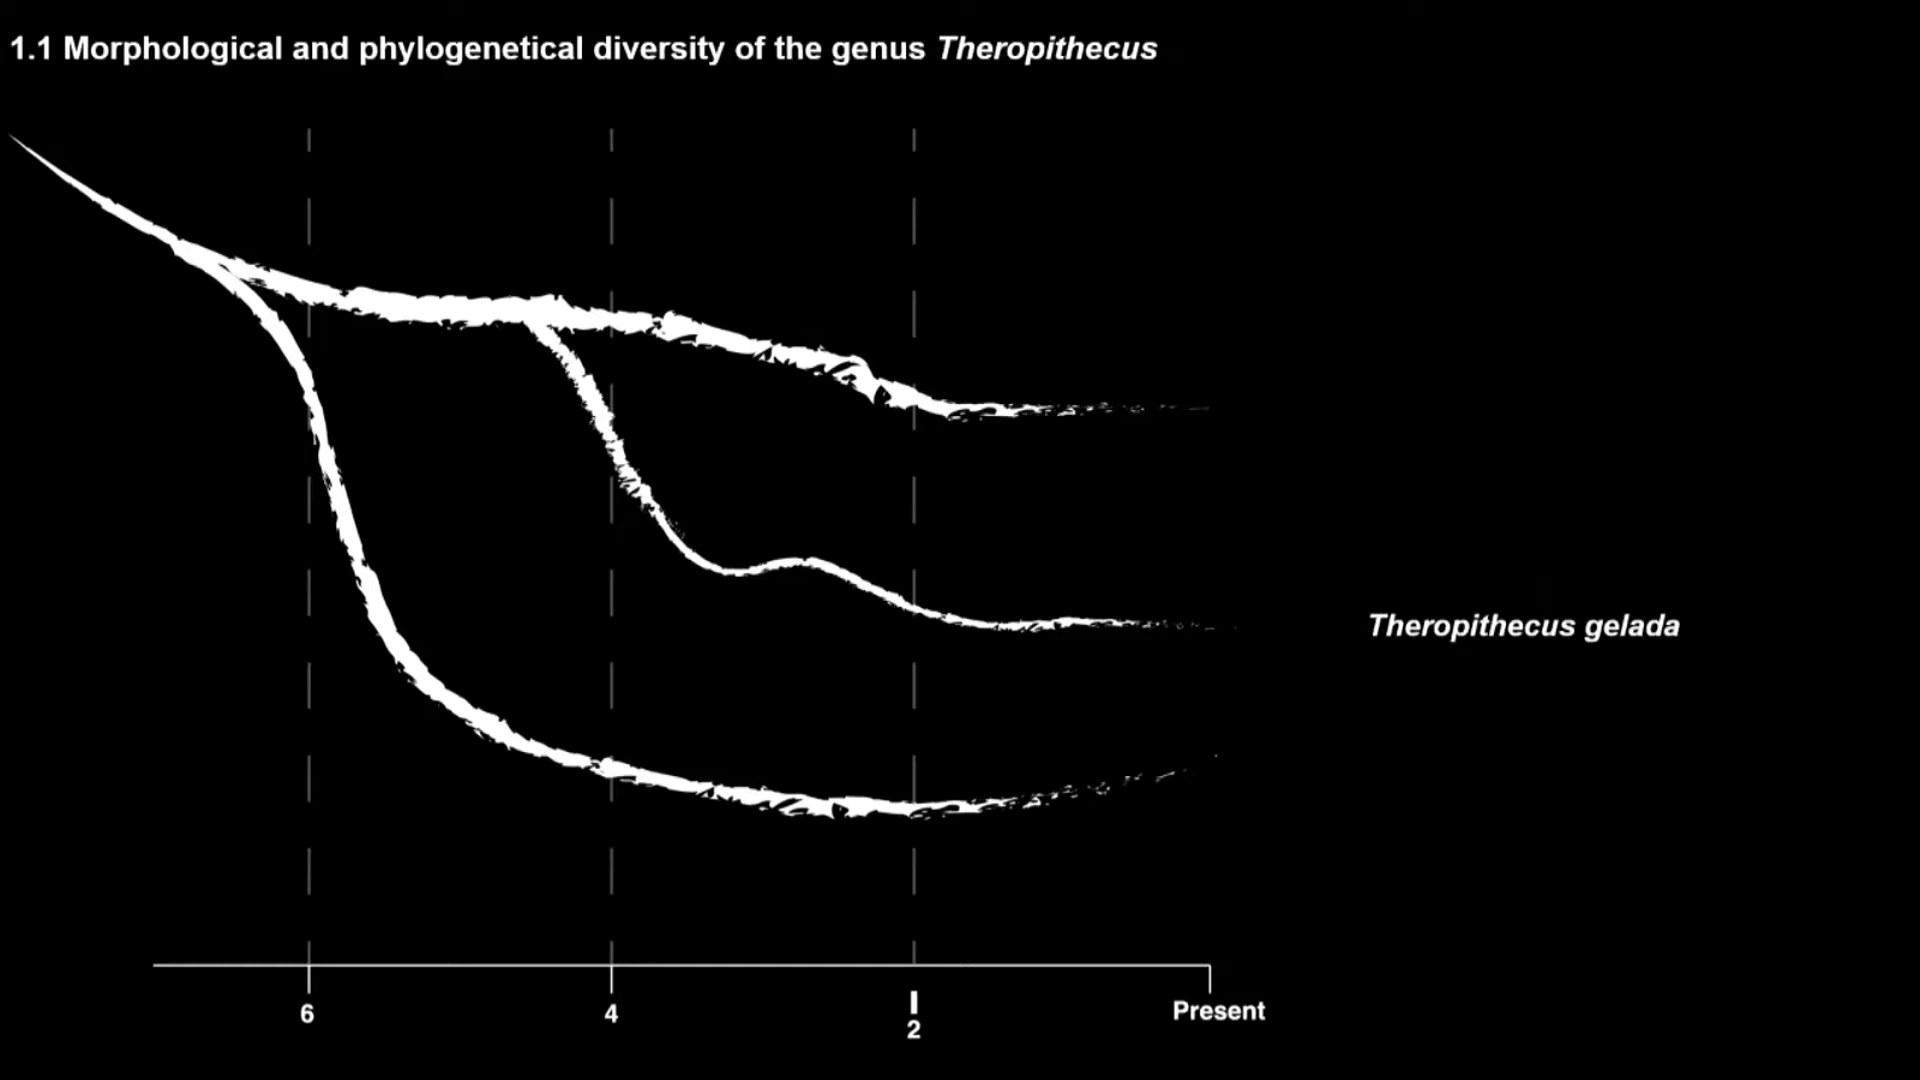 1.1 Morphological and phylogenetical diversity of the genus Theropithecus
Theropithecus gelada
6
4
2
Present